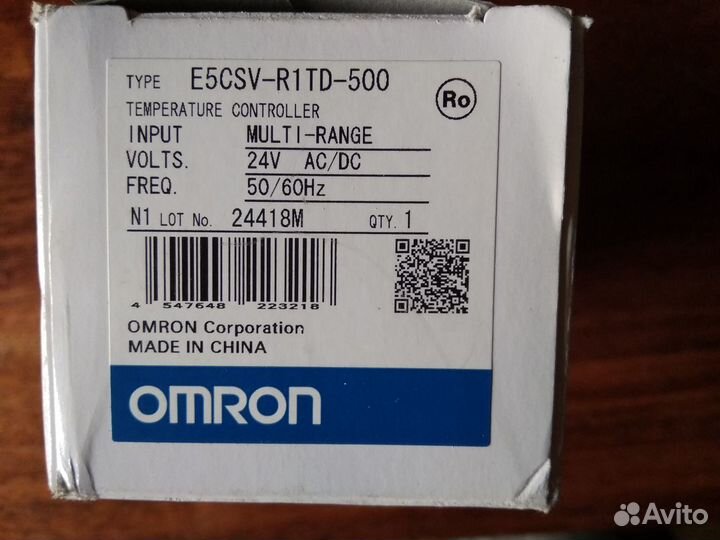 TYPE E5CSV-R1TD-500
Ro
TEMPERATURE CONTROLLER
INPUT MULTI-RANGE
VOLTS. 24V AC/DC
FREQ. 50/60Hz
N1 LOT No. 24418M QTY. 1
4 547648 223218
OMRON Corporation
MADE IN CHINA
OMRON
Avito